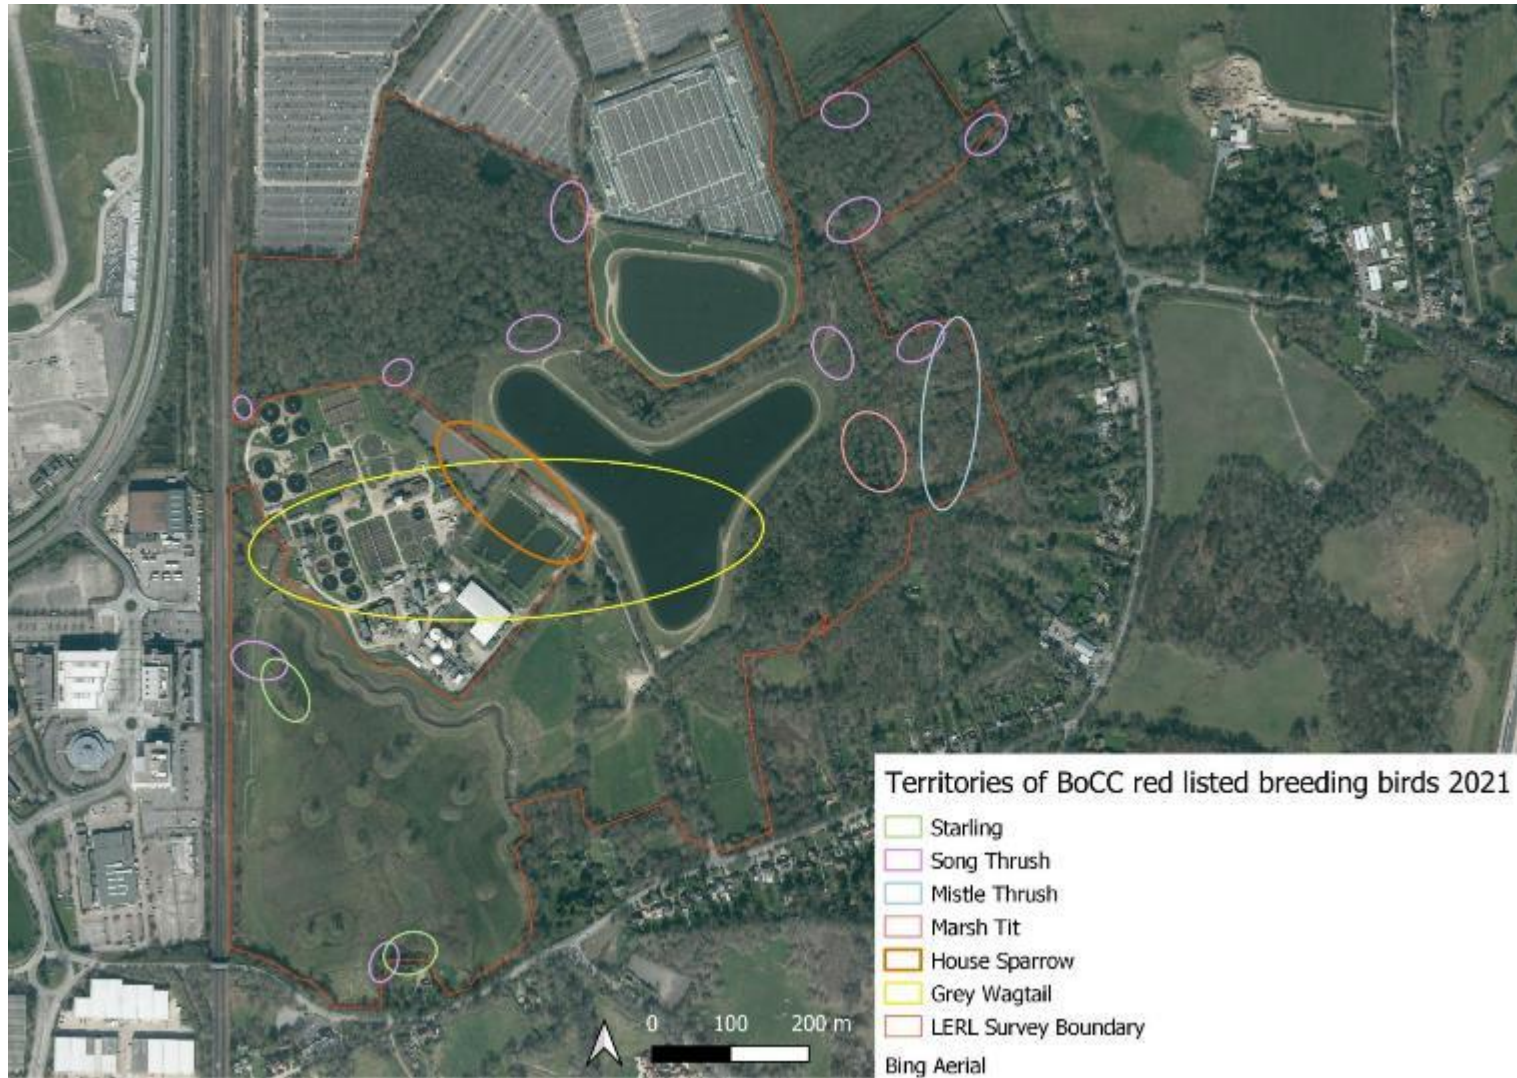 Territories of BoCC red listed breeding birds 2021
Starling
Song Thrush
Mistle Thrush
Marsh Tit
House Sparrow
Grey Wagtail
LERL Survey Boundary
Bing Aerial
0 100 200 m